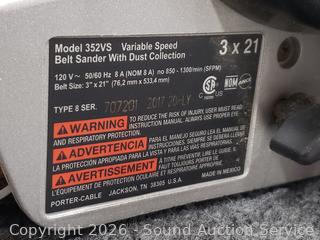 Model 352VS Variable Speed
Belt Sander With Dust Collection
3 x 21
120 V~ 50/60 Hz 8 A (NOM 8 A) no 850 - 1300/min (SFPM)
Belt Size: 3" x 21" (76,2 mm x 533,4 mm)
TYPE 8 SER. 707201 2017 20-LY
WARNING TO REDUCE THE RISK OF INJURY, USER MUST READ
INSTRUCTION MANUAL. ALWAYS USE PROPER EYE
AND RESPIRATORY PROTECTION.
ADVERTENCIA PARA EL MANEJO SEGURO LEA EL MANUAL
DE INSTRUCCIONES. SIEMPRE SE DEBERA LLEVAR
APROPIADA PROTECCIÓN PARA LA VISTA Y PARA LAS VIAS RESPIRATORIAS.
AVERTISSEMENT À TITRE PRÉVENTIF, LIRE LE
GUIDE. IL FAUT TOUJOURS PORTER DE
L'ÉQUIPEMENT DE PROTECTION OCULAIRE ET RESPIRATOIRE APPROPRIÉ.
PORTER-CABLE JACKSON, TN 38305 U.S.A. MADE IN MEXICO
Copyright 2026 - Sound Auction Service